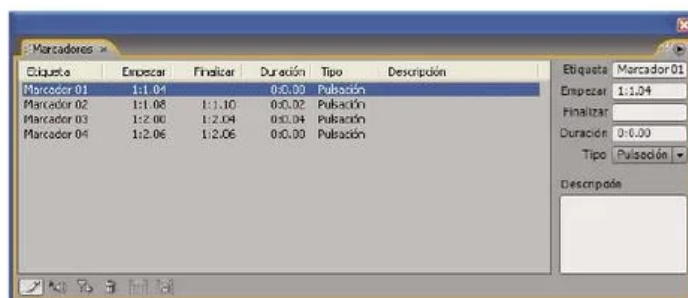 Marcadores
Etiqueta Empezar Finalizar Duración Tipo Descripción
Marcador 01 1:1.04 0:0.00 Pulsación
Marcador 02 1:1.08 1:1.10 0:0.02 Pulsación
Marcador 03 1:2.00 1:2.04 0:0.04 Pulsación
Marcador 04 1:2.06 1:2.06 0:0.00 Pulsación
Etiqueta Marcador 01
Empezar 1:1.04
Finalizar
Duración 0:0.00
Tipo Pulsación
Descripción